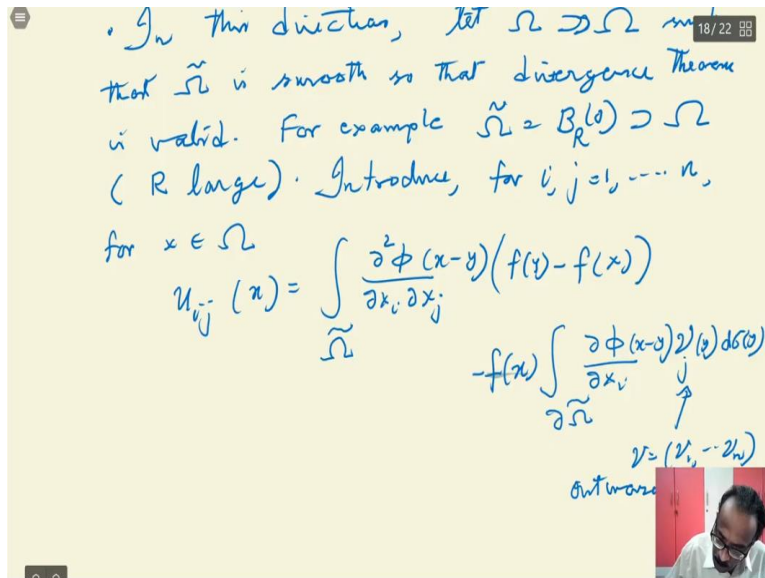 . In this direction, let Ω̃ ⊃⊃ Ω such
18/22
that Ω̃ is smooth so that divergence theorem
is valid. For example Ω̃ = B_R(0) ⊃ Ω
( R large). Introduce, for i, j = 1, ..... n,
for x ∈ Ω
u_ij (x) = ∫_Ω̃ ∂²ϕ(x-y)/∂x_i ∂x_j (f(y) - f(x))
-f(x) ∫_∂Ω̃ ∂ϕ(x-y)/∂x_i ν_j(y) dσ(y)
ν = (ν_1, ... ν_n)